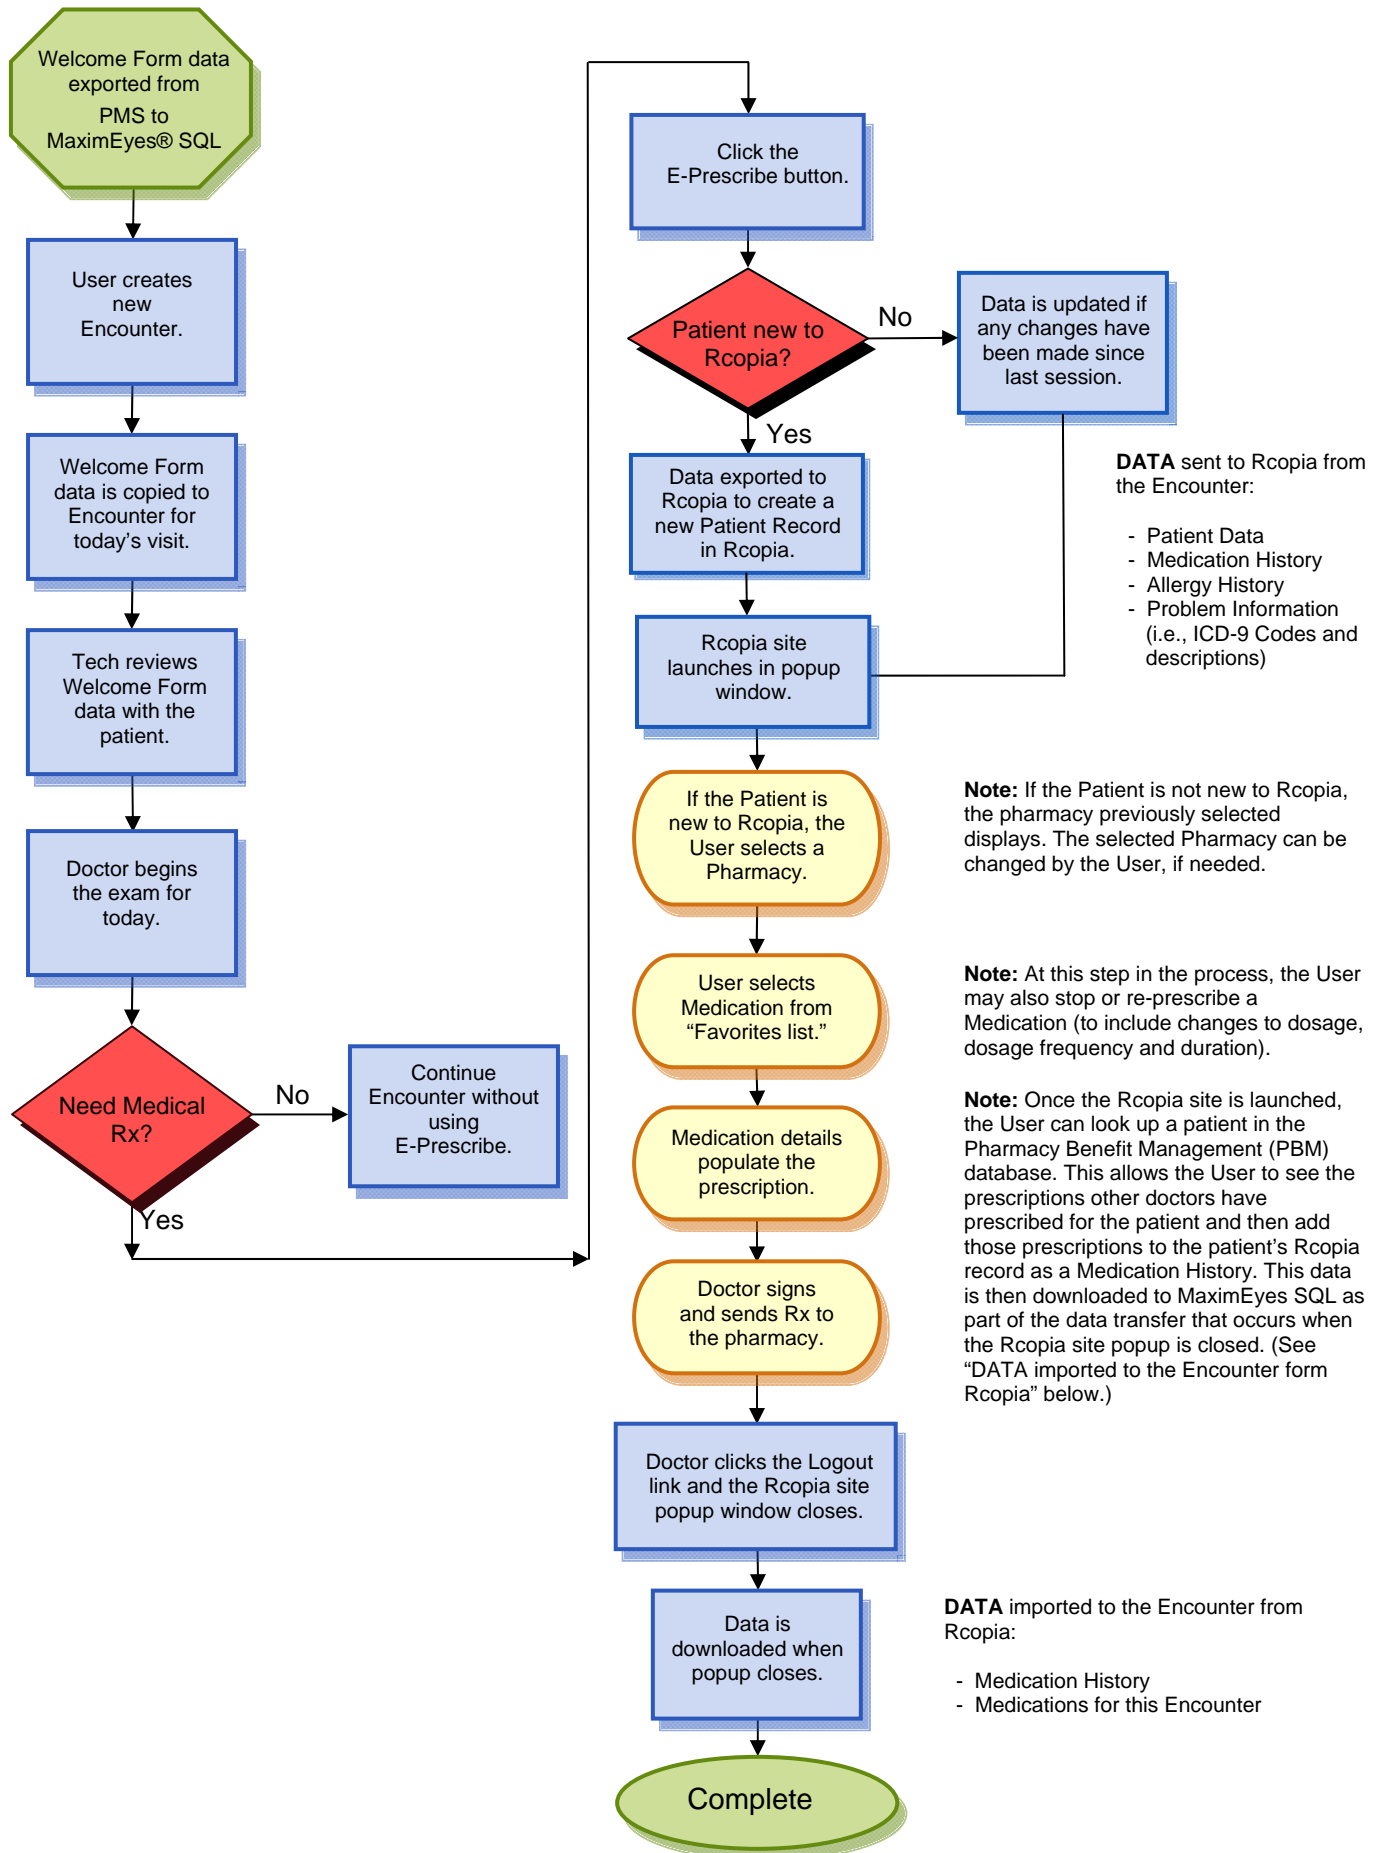 Welcome Form data
exported from
PMS to
MaximEyes® SQL
User creates
new
Encounter.
Welcome Form
data is copied to
Encounter for
today's visit.
Tech reviews
Welcome Form
data with the
patient.
Doctor begins
the exam for
today.
Need Medical
Rx?
No
Continue
Encounter without
using
E-Prescribe.
Yes
Click the
E-Prescribe button.
Patient new to
Rcopia?
No
Data is updated if
any changes have
been made since
last session.
Yes
Data exported to
Rcopia to create a
new Patient Record
in Rcopia.
DATA sent to Rcopia from
the Encounter:
- Patient Data
- Medication History
- Allergy History
- Problem Information
(i.e., ICD-9 Codes and
descriptions)
Rcopia site
launches in popup
window.
If the Patient is
new to Rcopia, the
User selects a
Pharmacy.
Note: If the Patient is not new to Rcopia,
the pharmacy previously selected
displays. The selected Pharmacy can be
changed by the User, if needed.
User selects
Medication from
“Favorites list.”
Note: At this step in the process, the User
may also stop or re-prescribe a
Medication (to include changes to dosage,
dosage frequency and duration).
Medication details
populate the
prescription.
Note: Once the Rcopia site is launched,
the User can look up a patient in the
Pharmacy Benefit Management (PBM)
database. This allows the User to see the
prescriptions other doctors have
prescribed for the patient and then add
those prescriptions to the patient's Rcopia
record as a Medication History. This data
is then downloaded to MaximEyes SQL as
part of the data transfer that occurs when
the Rcopia site popup is closed. (See
“DATA imported to the Encounter form
Rcopia” below.)
Doctor signs
and sends Rx to
the pharmacy.
Doctor clicks the Logout
link and the Rcopia site
popup window closes.
Data is
downloaded when
popup closes.
DATA imported to the Encounter from
Rcopia:
- Medication History
- Medications for this Encounter
Complete